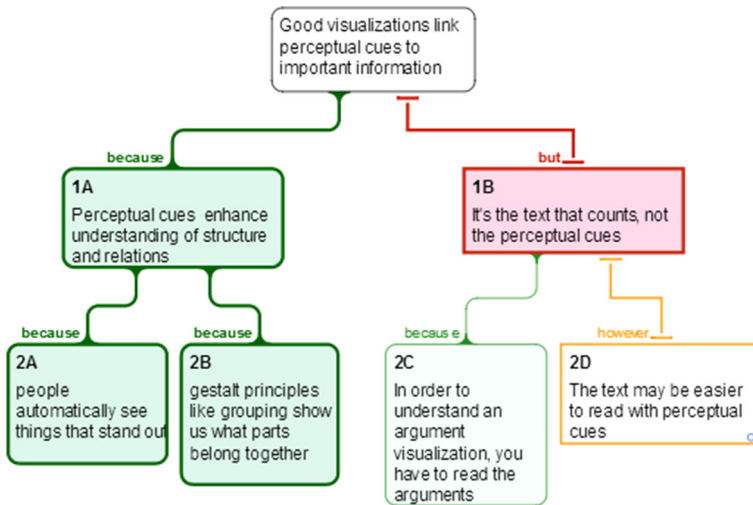 Good visualizations link
perceptual cues to
important information
because
but
1A
Perceptual cues enhance
understanding of structure
and relations
1B
It's the text that counts, not
the perceptual cues
because
because
because
however
2A
people
automatically see
things that stand out
2B
gestalt principles
like grouping show
us what parts
belong together
2C
In order to
understand an
argument
visualization, you
have to read the
arguments
2D
The text may be easier
to read with perceptual
cues